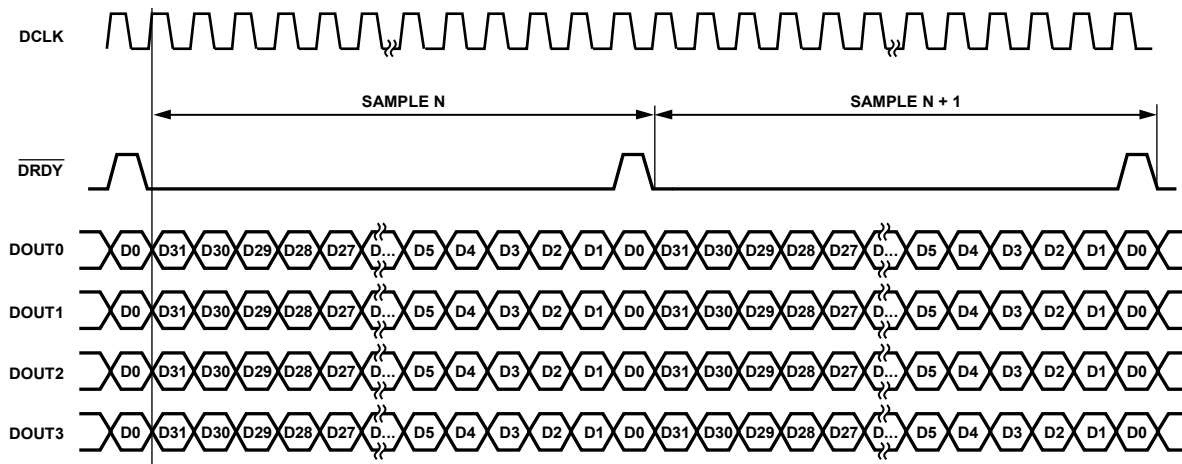 DCLK
SAMPLE N SAMPLE N + 1
DRDY
DOUT0 D0 D31 D30 D29 D28 D27 D... D5 D4 D3 D2 D1 D0 D31 D30 D29 D28 D27 D... D5 D4 D3 D2 D1 D0
DOUT1 D0 D31 D30 D29 D28 D27 D... D5 D4 D3 D2 D1 D0 D31 D30 D29 D28 D27 D... D5 D4 D3 D2 D1 D0
DOUT2 D0 D31 D30 D29 D28 D27 D... D5 D4 D3 D2 D1 D0 D31 D30 D29 D28 D27 D... D5 D4 D3 D2 D1 D0
DOUT3 D0 D31 D30 D29 D28 D27 D... D5 D4 D3 D2 D1 D0 D31 D30 D29 D28 D27 D... D5 D4 D3 D2 D1 D0